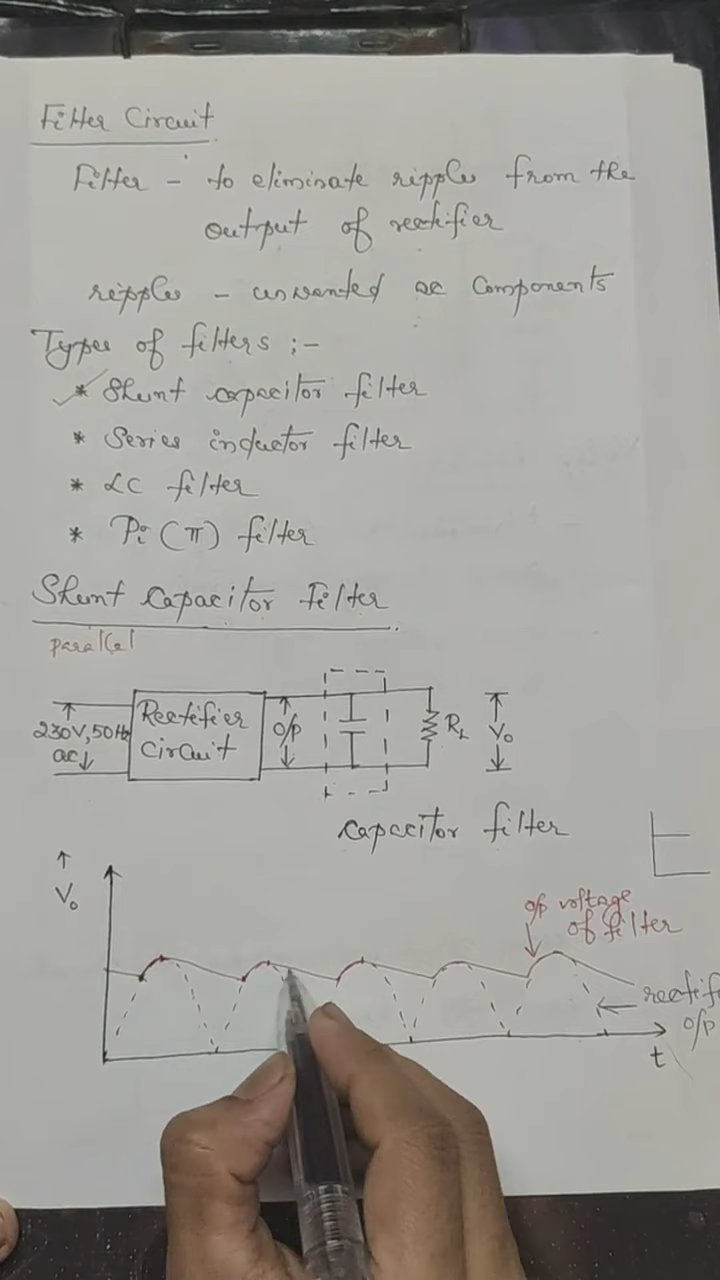 Filter Circuit
Filter - to eliminate ripples from the
output of rectifier
ripples - unwanted ac components
Types of filters :-
* Shunt capacitor filter
* Series inductor filter
* LC filter
* Pi (π) filter
Shunt Capacitor Filter
parallel
230V, 50Hz
ac
Rectifier
circuit
o/p
RL
Vo
capacitor filter
Vo
o/p voltage
of filter
rectif
o/p
t